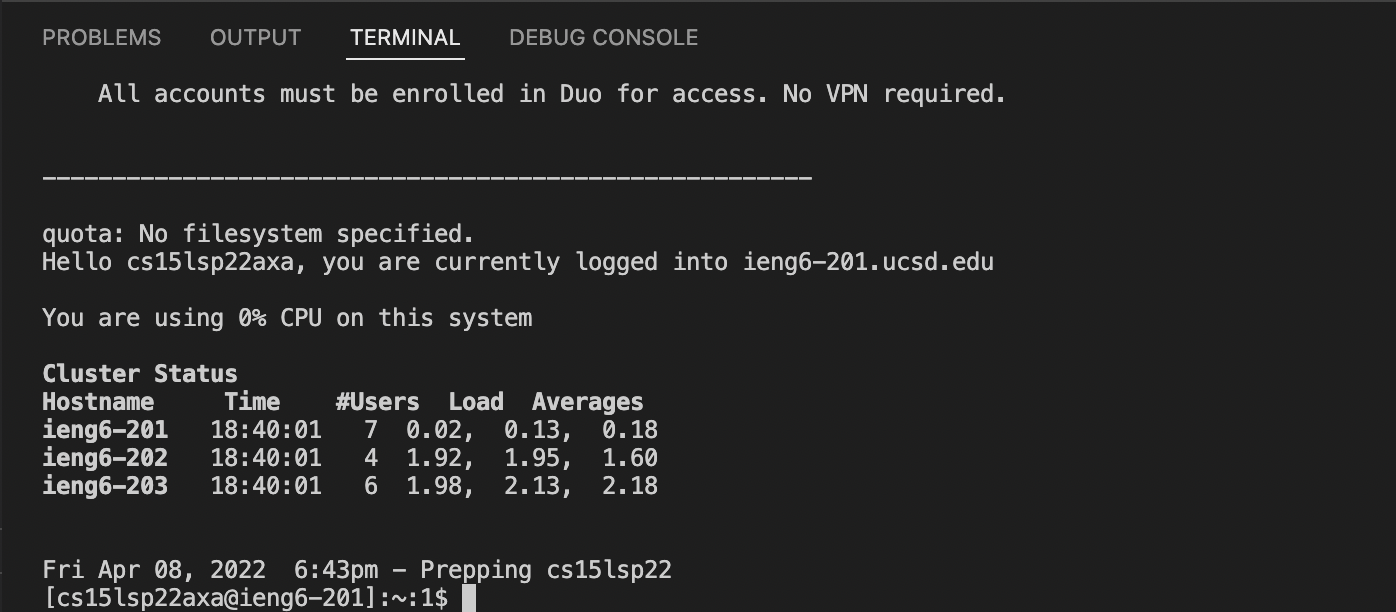 PROBLEMS OUTPUT TERMINAL DEBUG CONSOLE
All accounts must be enrolled in Duo for access. No VPN required.
_______________________________________________________
quota: No filesystem specified.
Hello cs15lsp22axa, you are currently logged into ieng6-201.ucsd.edu
You are using 0% CPU on this system
Cluster Status
Hostname Time #Users Load Averages
ieng6-201 18:40:01 7 0.02, 0.13, 0.18
ieng6-202 18:40:01 4 1.92, 1.95, 1.60
ieng6-203 18:40:01 6 1.98, 2.13, 2.18
Fri Apr 08, 2022 6:43pm - Prepping cs15lsp22
[cs15lsp22axa@ieng6-201]:~:1$